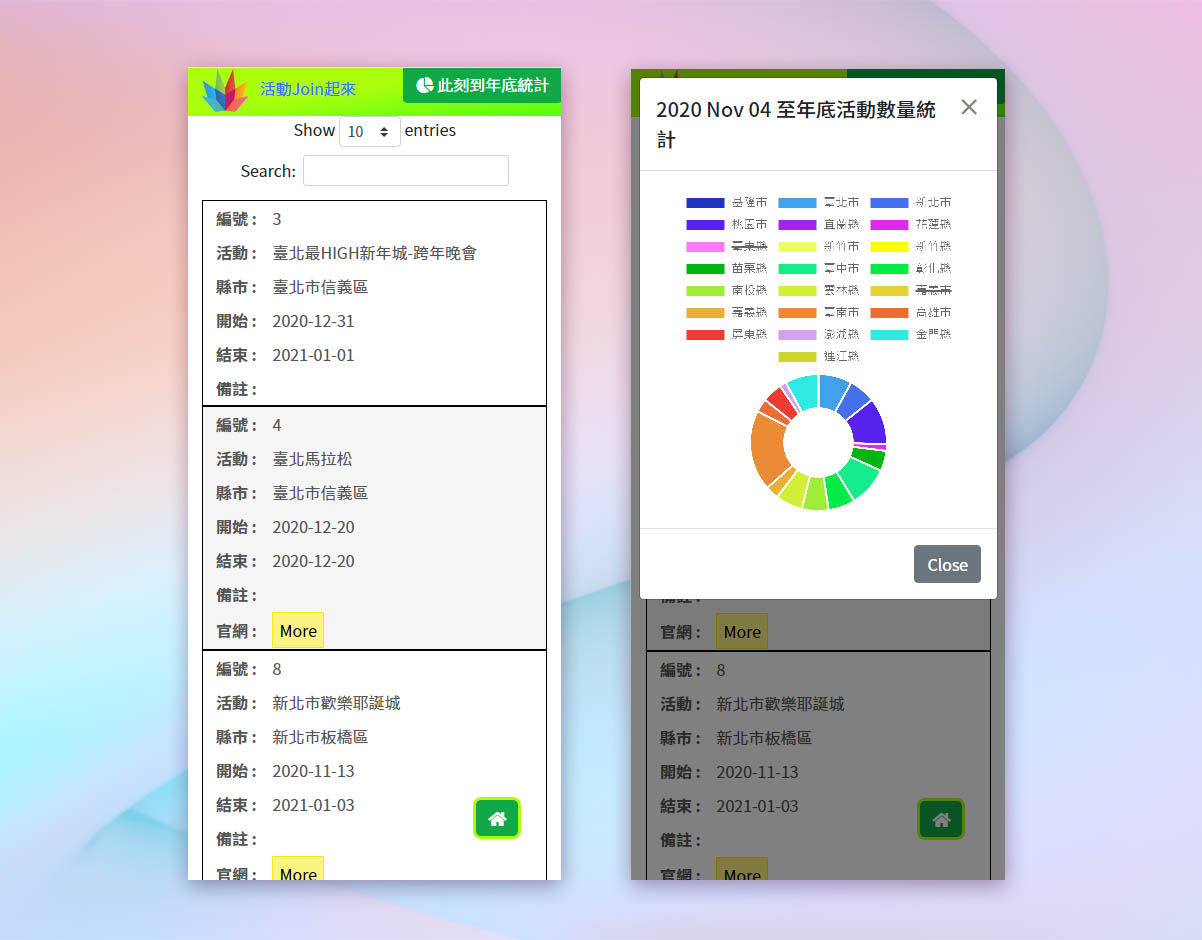 活動Join起來
此刻到年底統計
Show 10 entries
Search:
編號： 3
活動： 臺北最HIGH新年城-跨年晚會
縣市： 臺北市信義區
開始： 2020-12-31
結束： 2021-01-01
備註：
編號： 4
活動： 臺北馬拉松
縣市： 臺北市信義區
開始： 2020-12-20
結束： 2020-12-20
備註：
官網： More
編號： 8
活動： 新北市歡樂耶誕城
縣市： 新北市板橋區
開始： 2020-11-13
結束： 2021-01-03
備註：
官網： More
2020 Nov 04 至年底活動數量統
計
×
基隆市 臺北市 新北市
桃園市 宜蘭縣 花蓮縣
臺東縣 新竹市 新竹縣
苗栗縣 臺中市 彰化縣
南投縣 雲林縣 嘉義市
嘉義縣 臺南市 高雄市
屏東縣 澎湖縣 金門縣
連江縣
Close
備註：
官網： More
編號： 8
活動： 新北市歡樂耶誕城
縣市： 新北市板橋區
開始： 2020-11-13
結束： 2021-01-03
備註：
官網： More